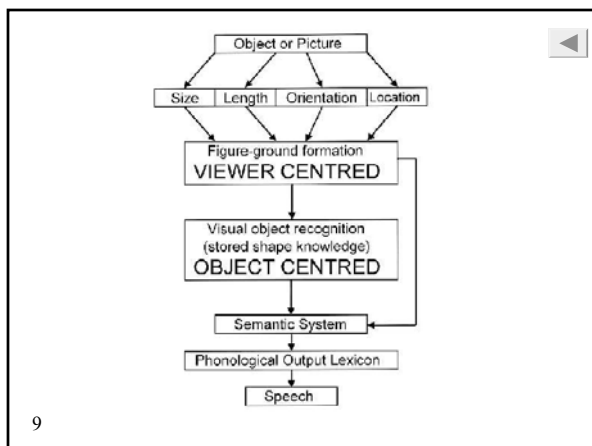 Object or Picture
Size Length Orientation Location
Figure-ground formation
VIEWER CENTRED
Visual object recognition
(stored shape knowledge)
OBJECT CENTRED
Semantic System
Phonological Output Lexicon
Speech
9